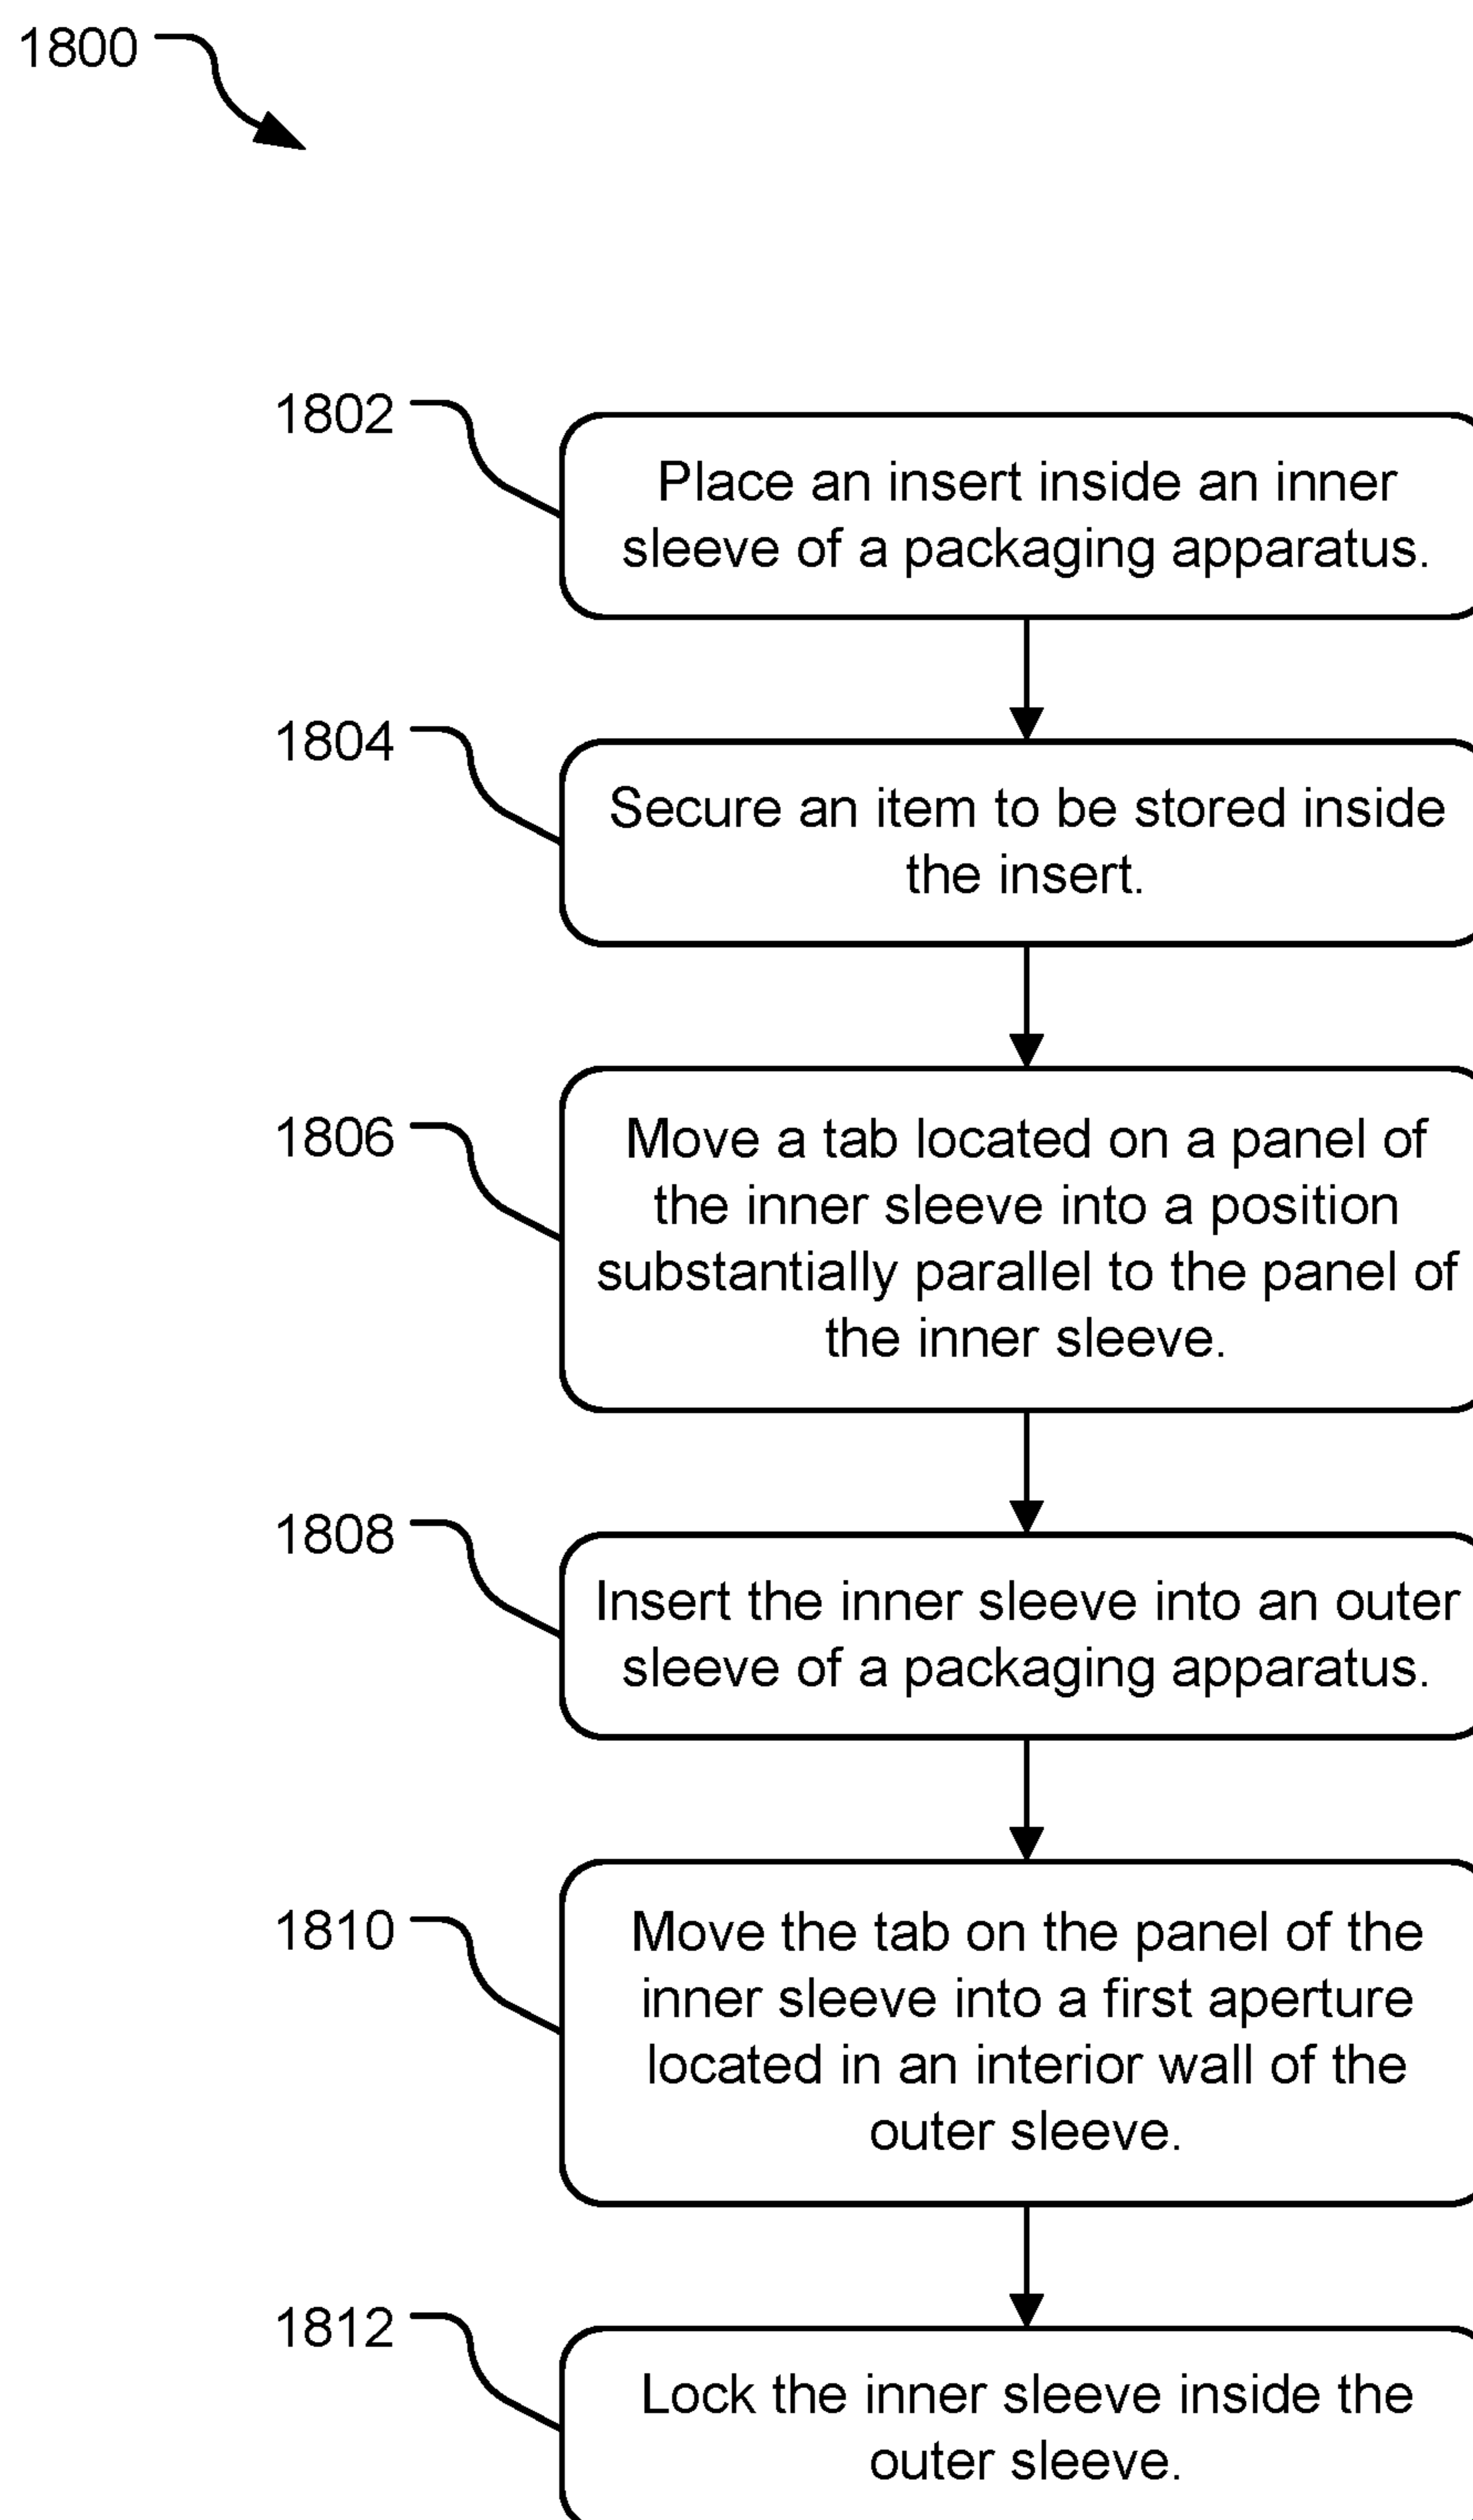 1800
1802
Place an insert inside an inner
sleeve of a packaging apparatus.
1804
Secure an item to be stored inside
the insert.
1806
Move a tab located on a panel of
the inner sleeve into a position
substantially parallel to the panel of
the inner sleeve.
1808
Insert the inner sleeve into an outer
sleeve of a packaging apparatus.
1810
Move the tab on the panel of the
inner sleeve into a first aperture
located in an interior wall of the
outer sleeve.
1812
Lock the inner sleeve inside the
outer sleeve.